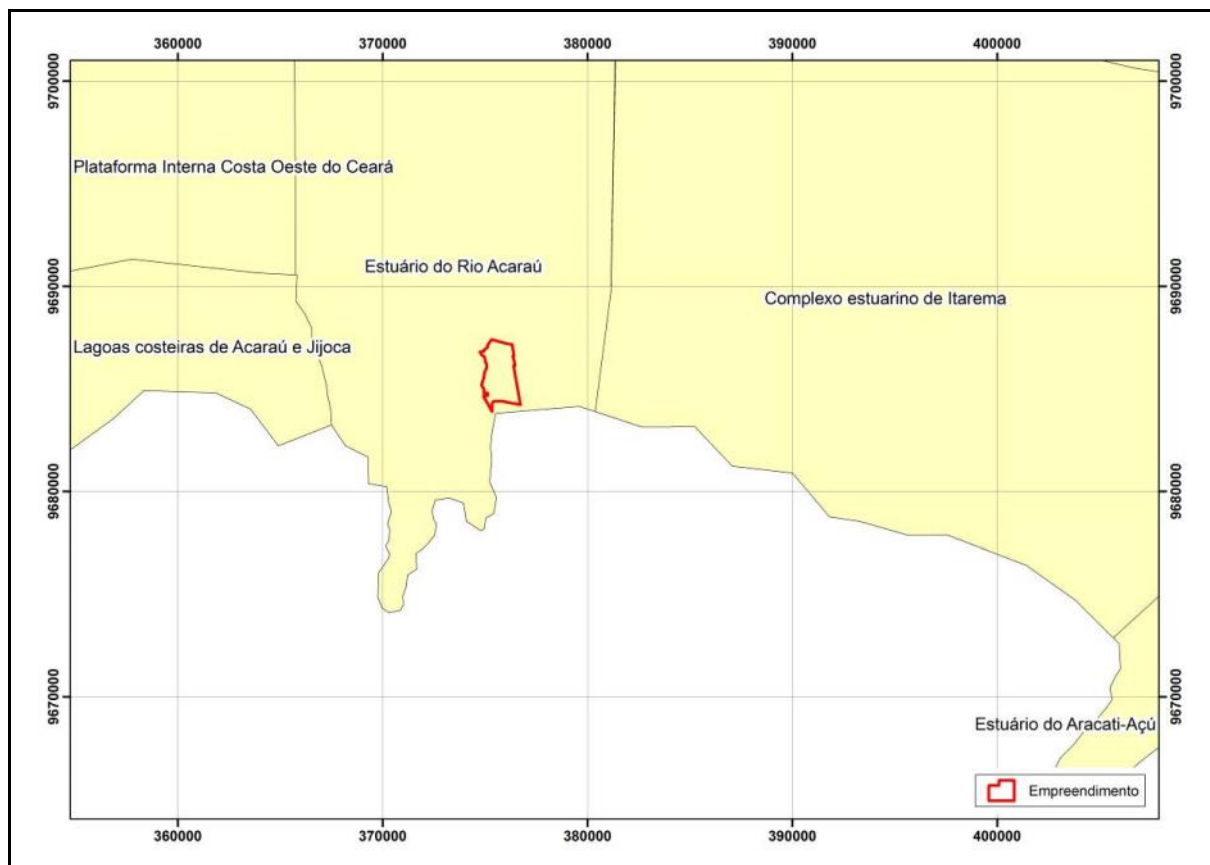 360000 370000 380000 390000 400000
9700000 9700000
Plataforma Interna Costa Oeste do Ceará
Estuário do Rio Acaraú
9690000 9690000
Complexo estuarino de Itarema
Lagoas costeiras de Acaraú e Jijoca
9680000 9680000
9670000 9670000
Estuário do Aracati-Açú
Empreendimento
360000 370000 380000 390000 400000